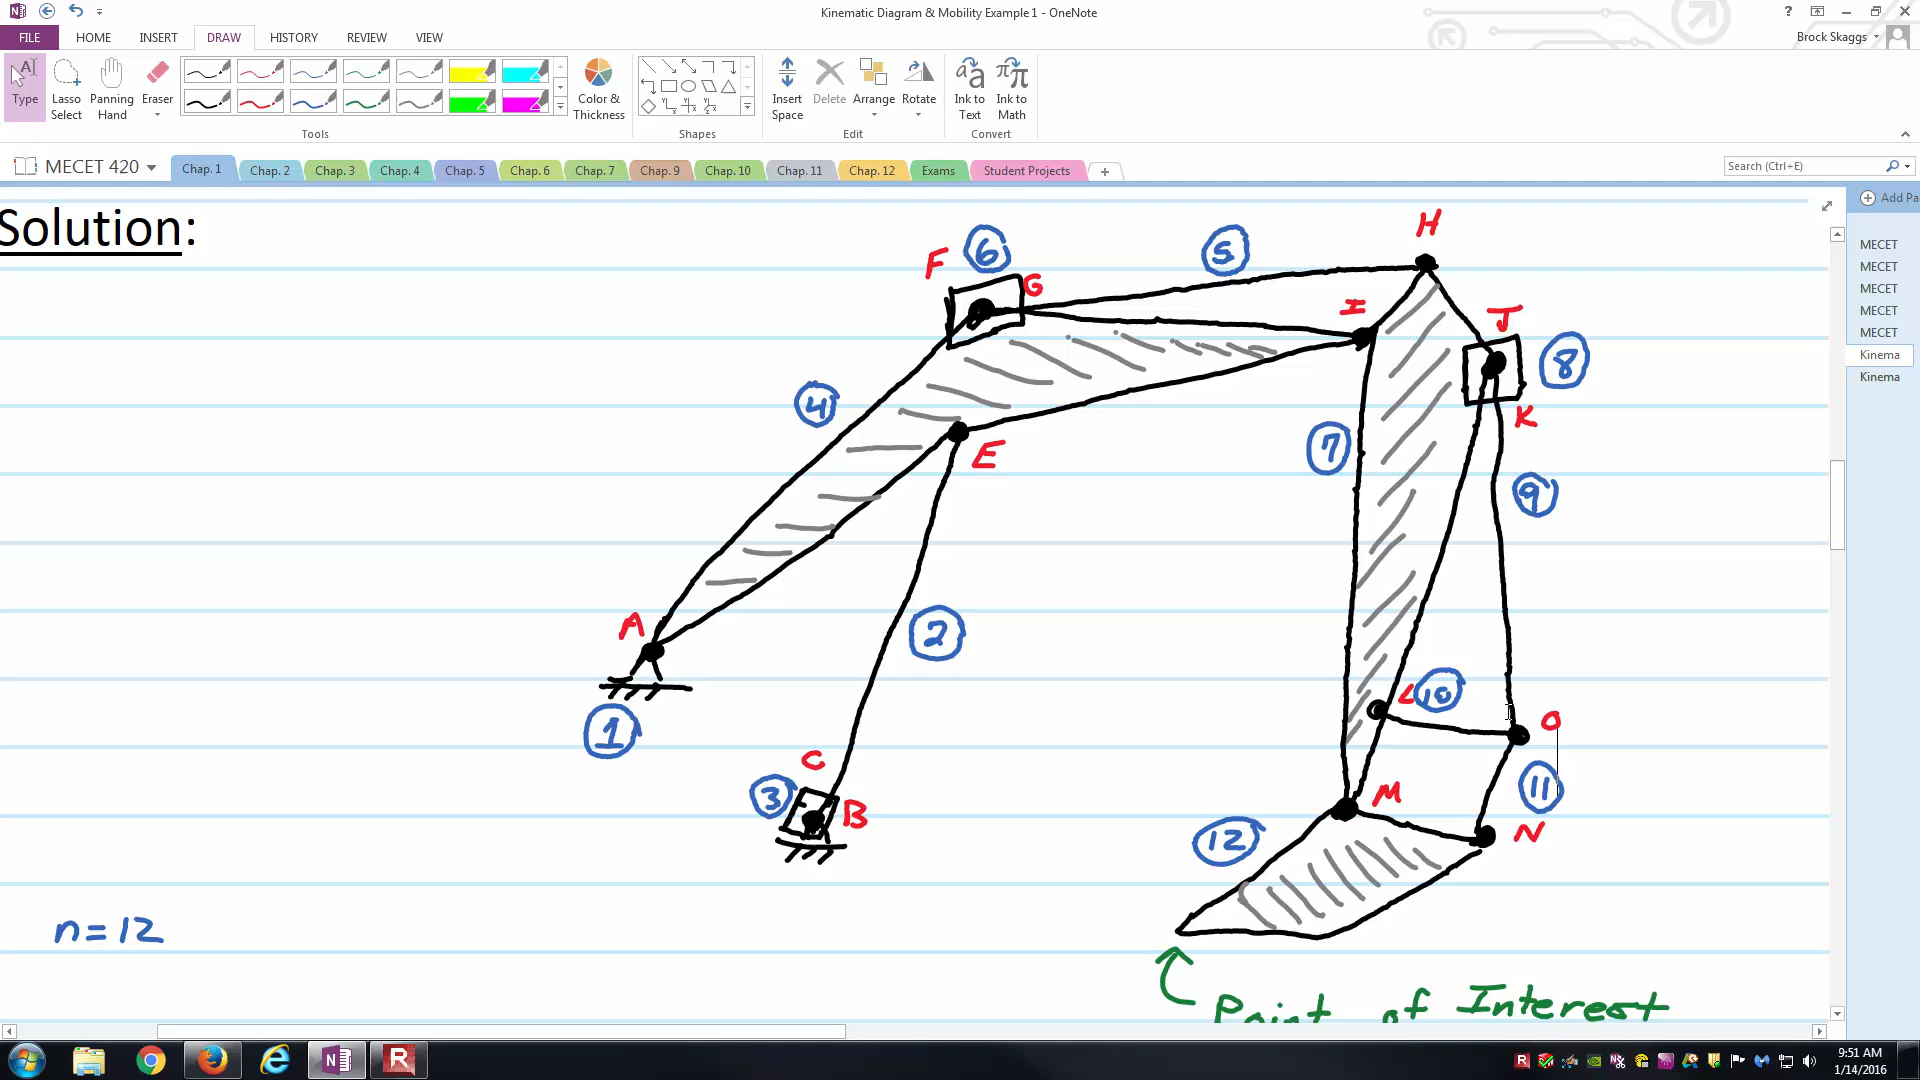 Kinematic Diagram & Mobility Example 1 - OneNote
?
FILE HOME INSERT DRAW HISTORY REVIEW VIEW
Brock Skaggs
Type
Lasso Select
Panning Hand
Eraser
Color & Thickness
Insert Space
Delete
Arrange
Rotate
Ink to Text
Ink to Math
Tools
Shapes
Edit
Convert
MECET 420
Chap. 1 Chap. 2 Chap. 3 Chap. 4 Chap. 5 Chap. 6 Chap. 7 Chap. 9 Chap. 10 Chap. 11 Chap. 12 Exams Student Projects
Search (Ctrl+E)
Add Pa
MECET
MECET
MECET
MECET
MECET
Kinema
Kinema
Solution:
H
F 6 5
G
I J
8
4
K
E 7
9
A 2
L 10
O
1
C
3 B
M 11
12 N
n = 12
Point of Interest
9:51 AM
1/14/2016